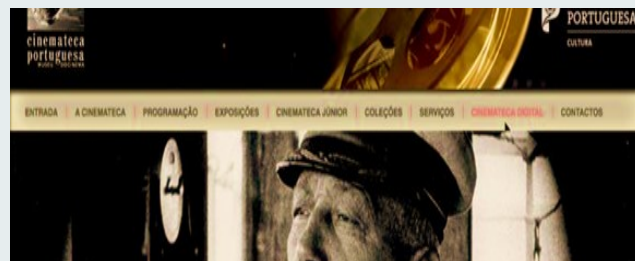 cinemateca
portuguesa
PORTUGUESA
CULTURA
ENTRADA A CINEMATECA PROGRAMAÇÃO EXPOSIÇÕES CINEMATECA JÚNIOR COLEÇÕES SERVIÇOS CINEMATECA DIGITAL CONTACTOS